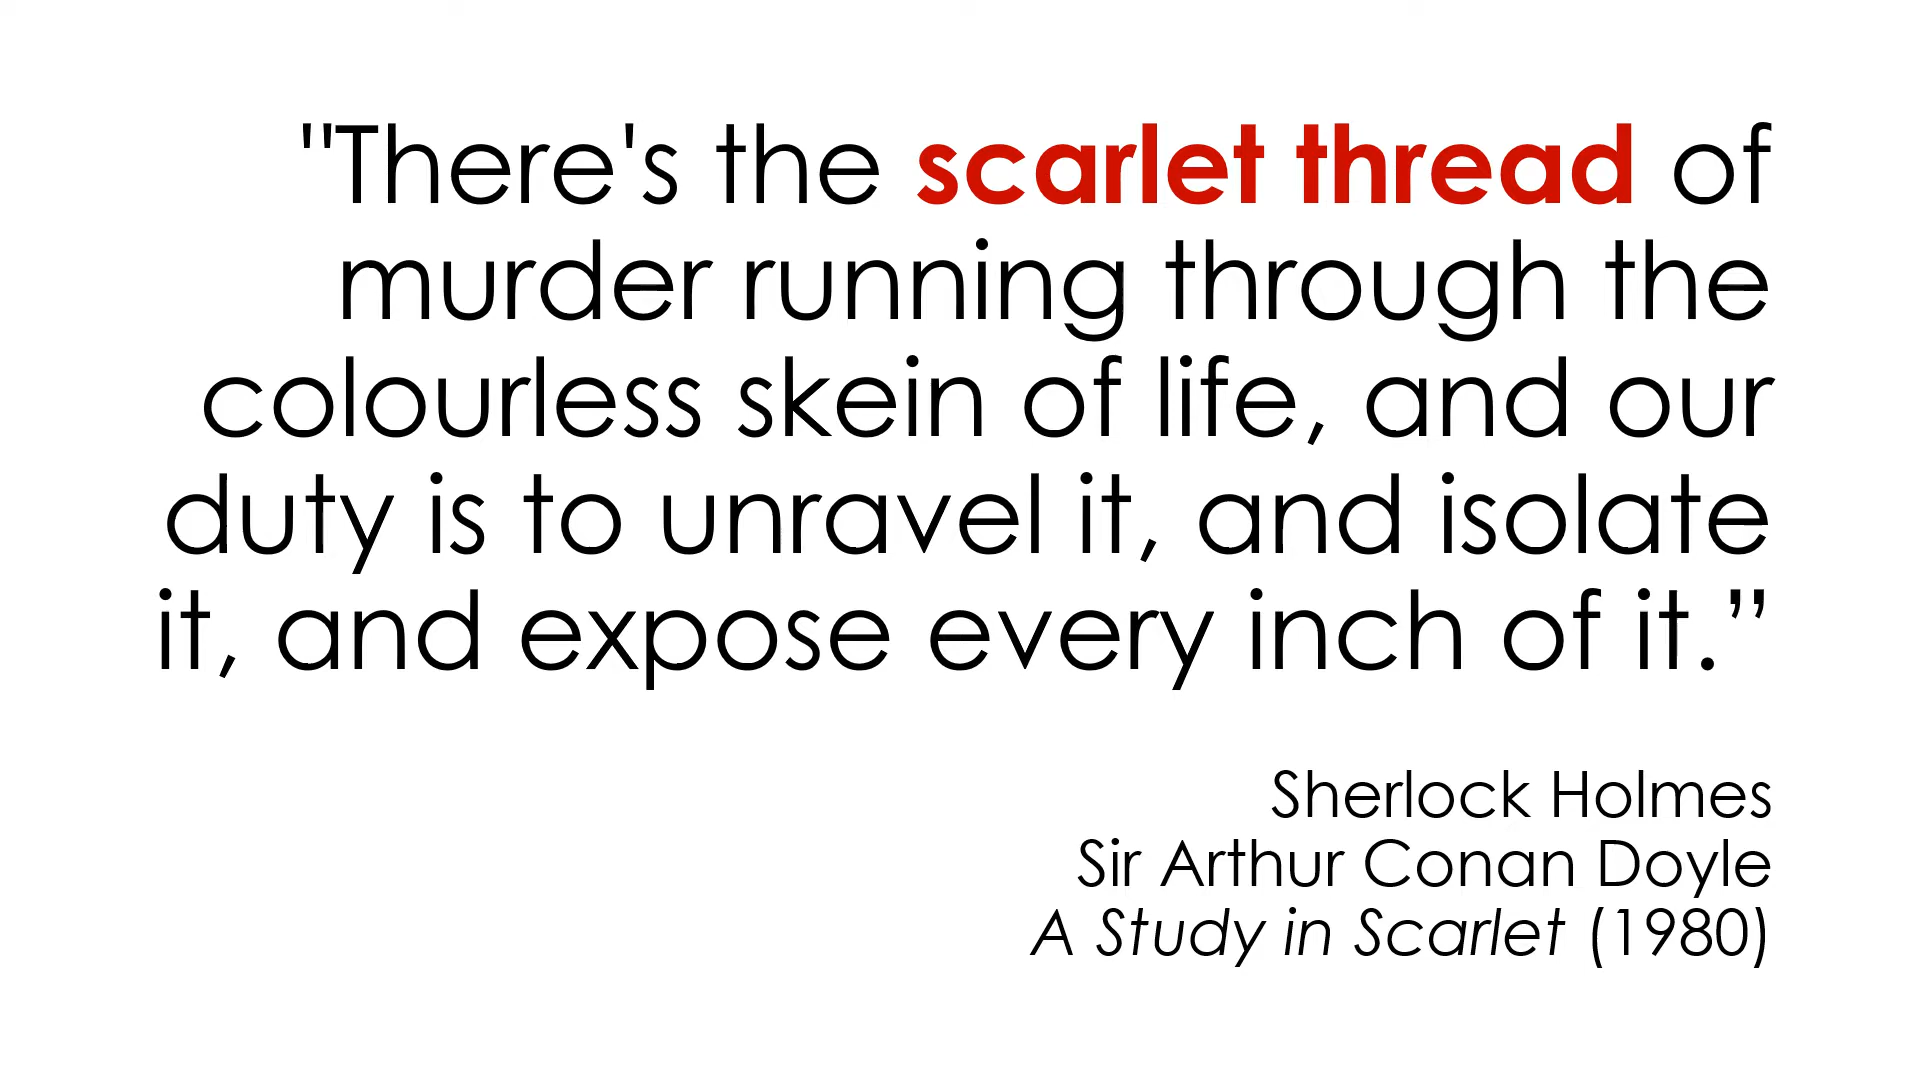 "There's the scarlet thread of
murder running through the
colourless skein of life, and our
duty is to unravel it, and isolate
it, and expose every inch of it.”
Sherlock Holmes
Sir Arthur Conan Doyle
A Study in Scarlet (1980)